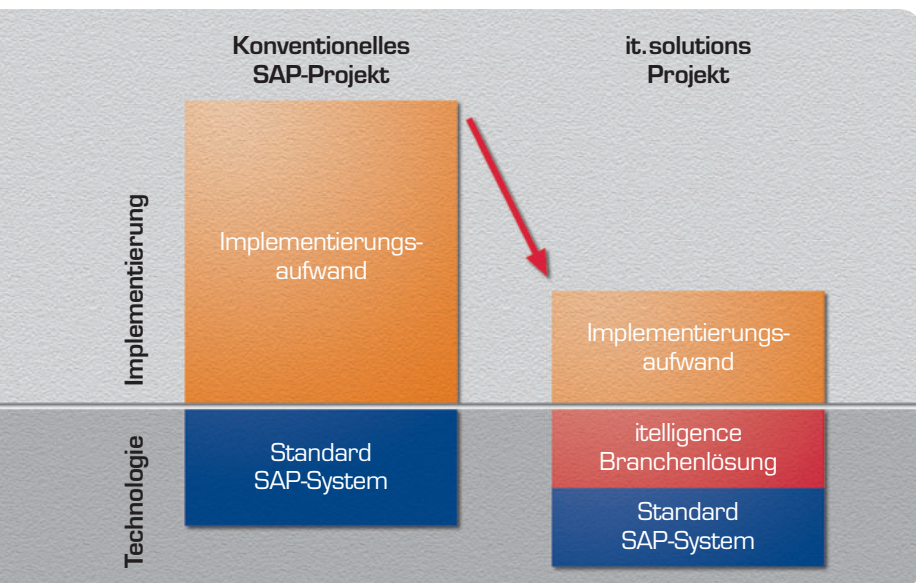 Konventionelles
SAP-Projekt
it.solutions
Projekt
Implementierung
Implementierungs-
aufwand
Implementierungs-
aufwand
Technologie
Standard
SAP-System
itelligence
Branchenlösung
Standard
SAP-System